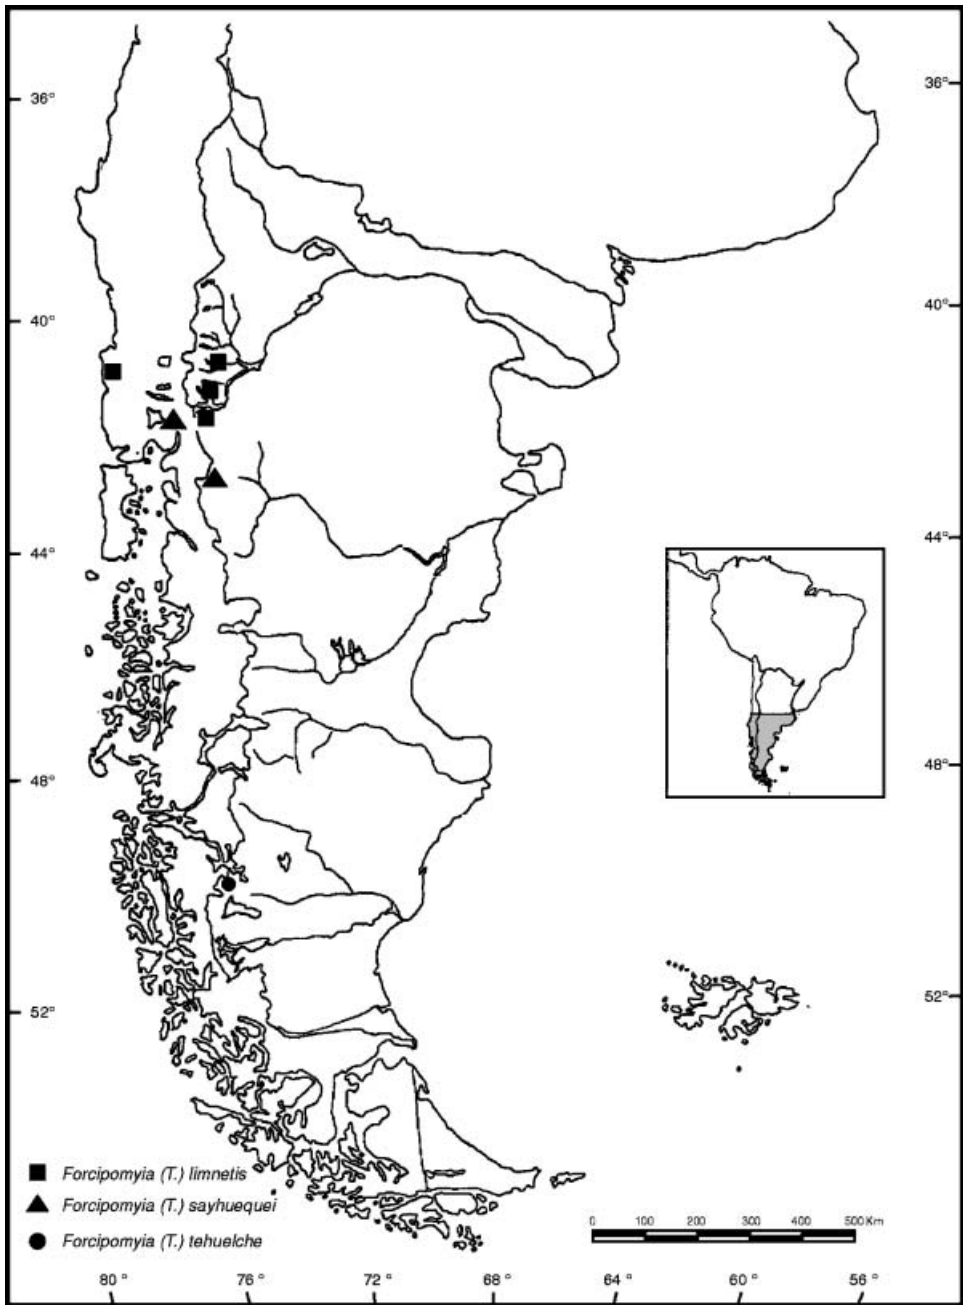 36°
36°
40°
40°
44°
44°
48°
48°
52°
52°
Forcipomyia (T.) limnetis
Forcipomyia (T.) sayhuequei
Forcipomyia (T.) tehuelche
0 100 200 300 400 500 Km
80° 76° 72° 68° 64° 60° 56°